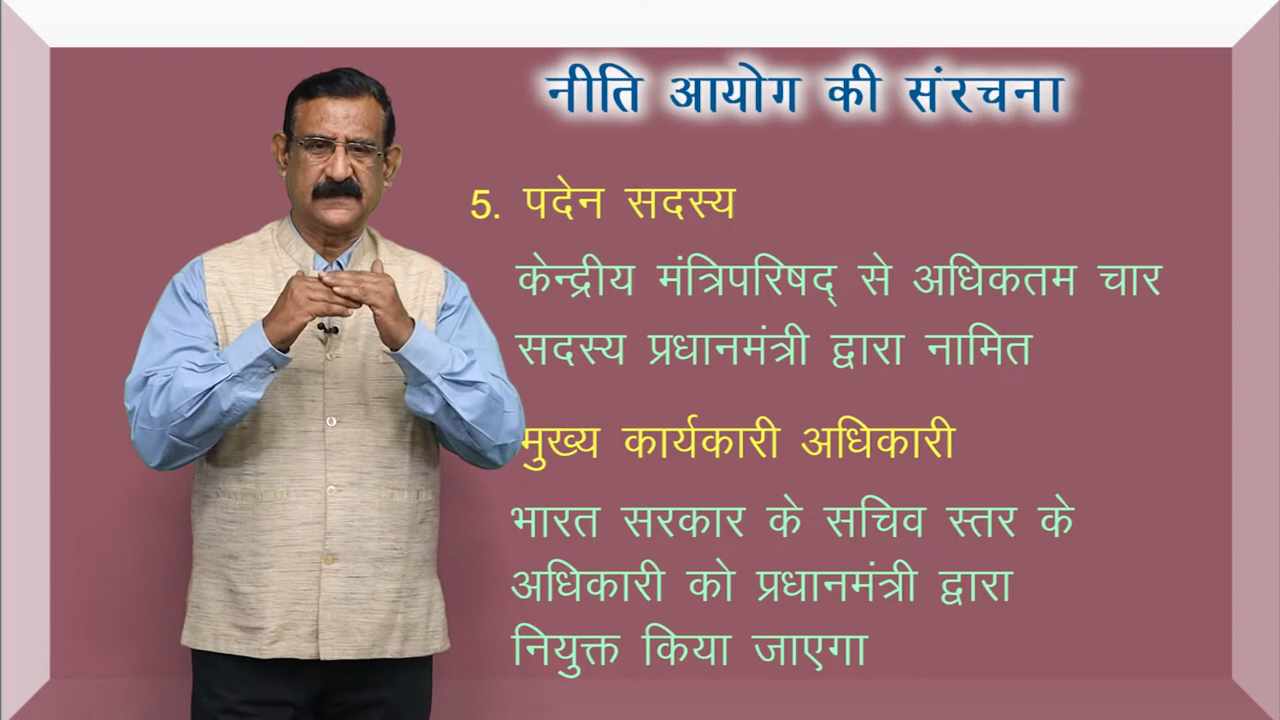 नीति आयोग की संरचना
5. पदेन सदस्य
केन्द्रीय मंत्रिपरिषद् से अधिकतम चार
सदस्य प्रधानमंत्री द्वारा नामित
मुख्य कार्यकारी अधिकारी
भारत सरकार के सचिव स्तर के
अधिकारी को प्रधानमंत्री द्वारा
नियुक्त किया जाएगा